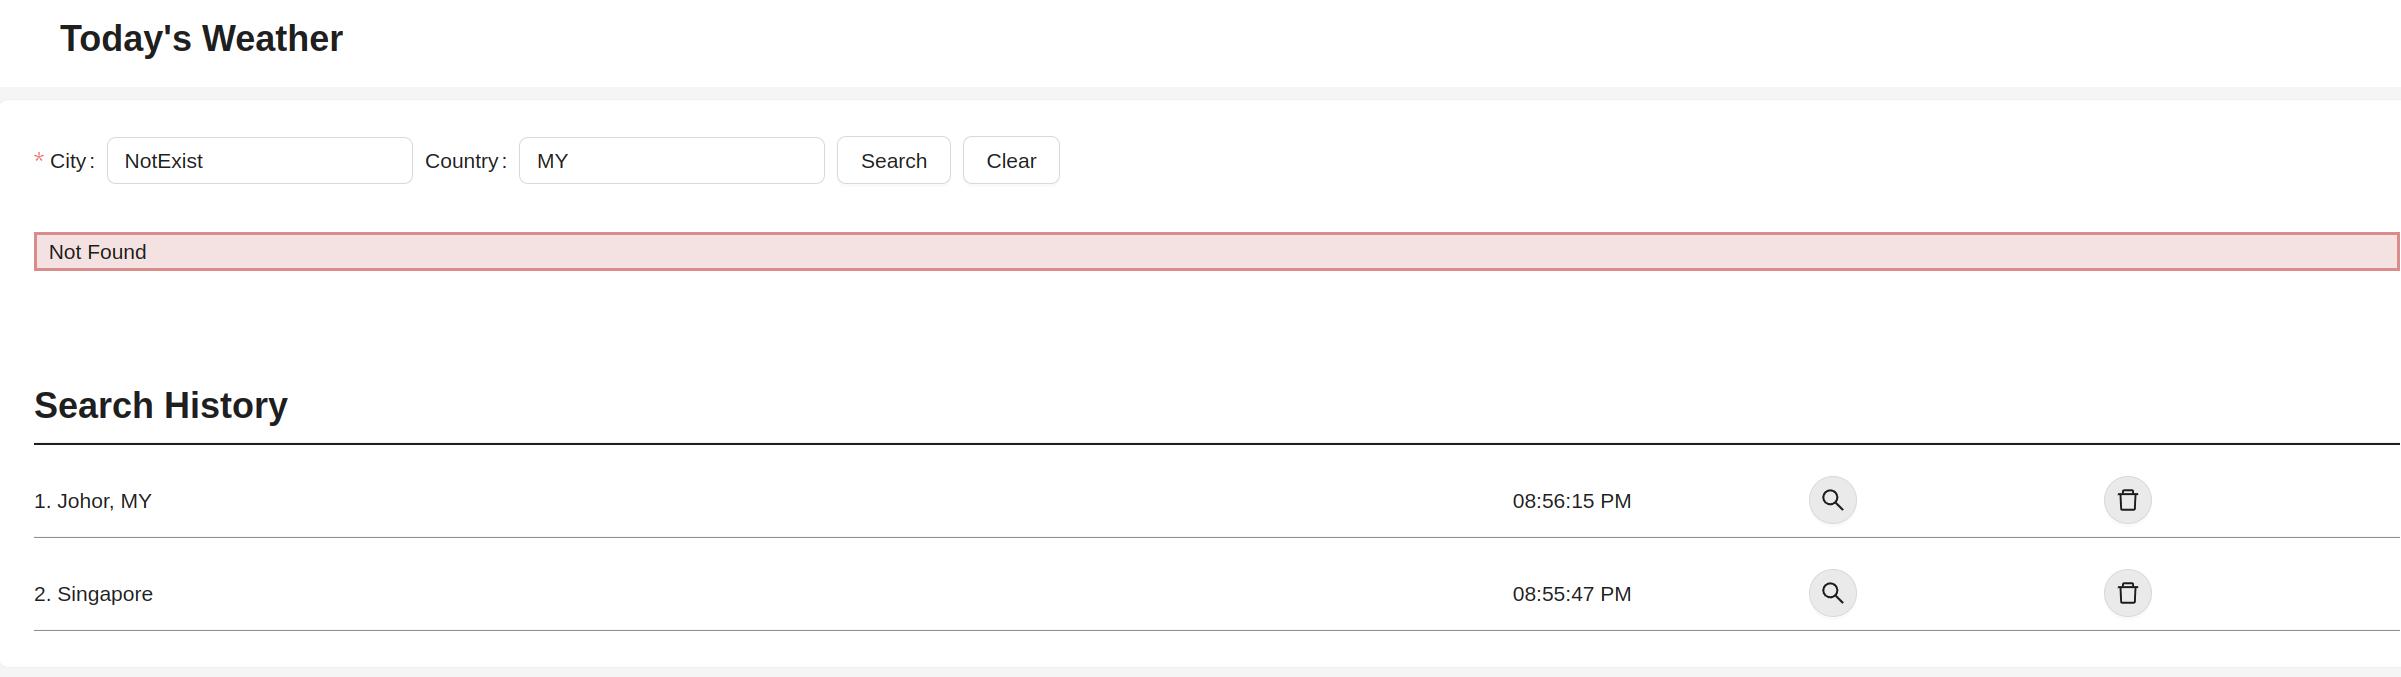 Today's Weather
* City: NotExist Country: MY Search Clear
Not Found
Search History
1. Johor, MY 08:56:15 PM
2. Singapore 08:55:47 PM